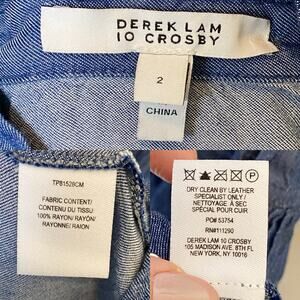 DEREK LAM
10 CROSBY
2
CHINA
TP81528CM
FABRIC CONTENT/
CONTENU DU TISSU:
100% RAYON/ RAYÓN/
RAYONNE/ RAION
DRY CLEAN BY LEATHER
SPECIALIST ONLY /
NETTOYAGE À SEC
SPÉCIAL POUR CUIR
PO# 53754
RN#111290
DEREK LAM 10 CROSBY
105 MADISON AVE. 8TH FL
NEW YORK, NY 10016